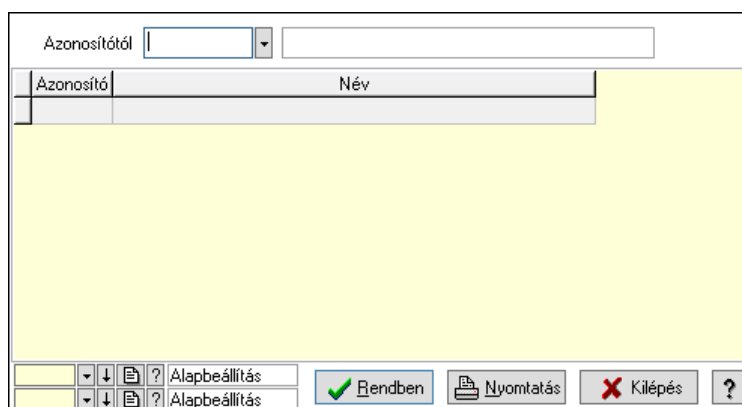 Azonosítótól
Azonosító Név
? Alapbeállítás
? Alapbeállítás
Rendben Nyomtatás Kilépés ?